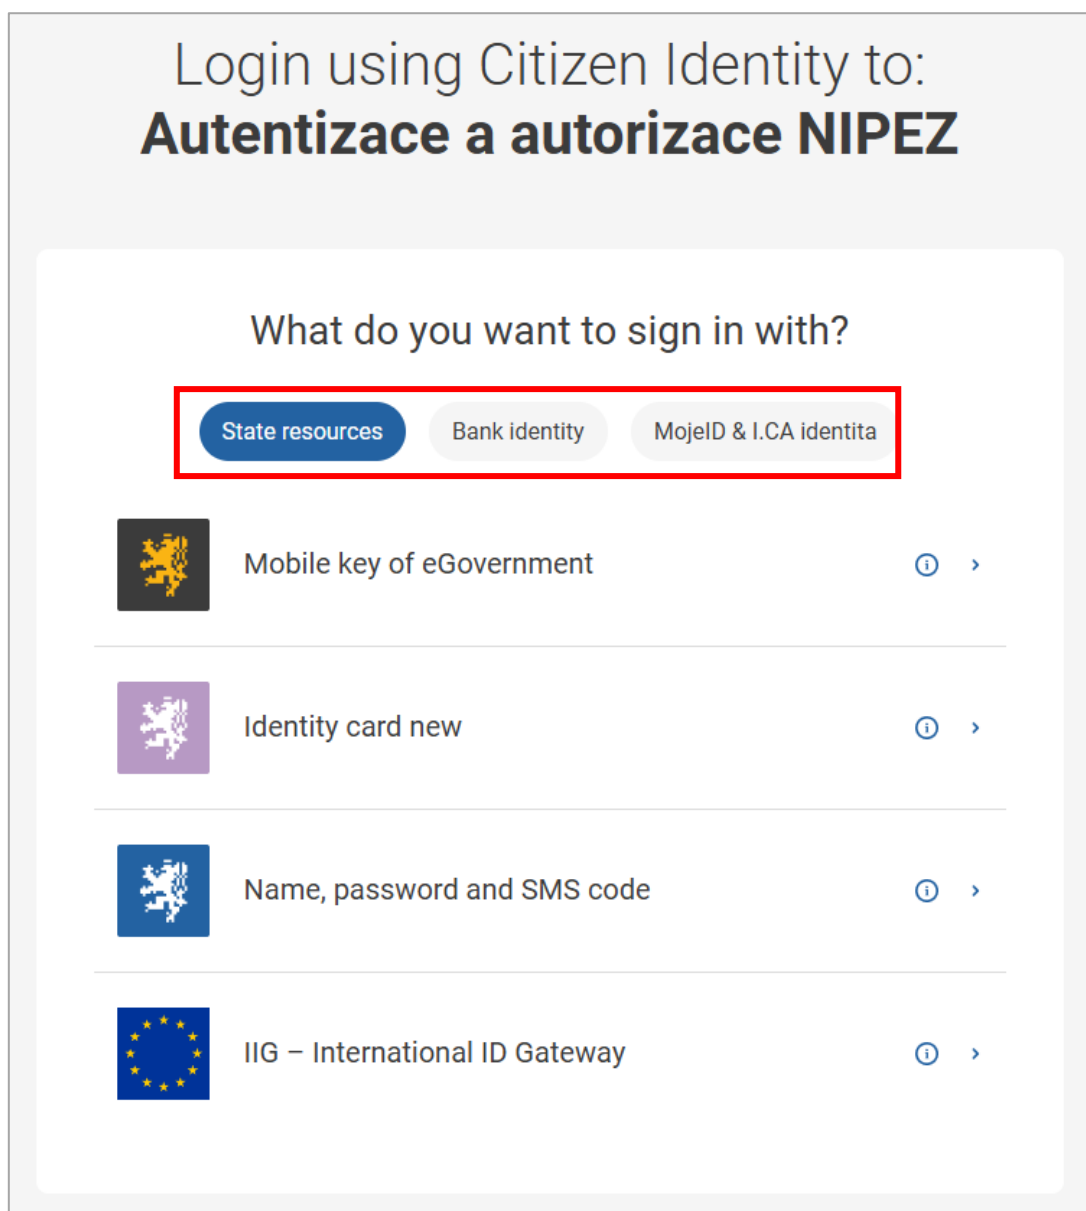 Login using Citizen Identity to:
Autentizace a autorizace NIPEZ
What do you want to sign in with?
State resources Bank identity MojeID & I.CA identita
Mobile key of eGovernment
Identity card new
Name, password and SMS code
IIG – International ID Gateway